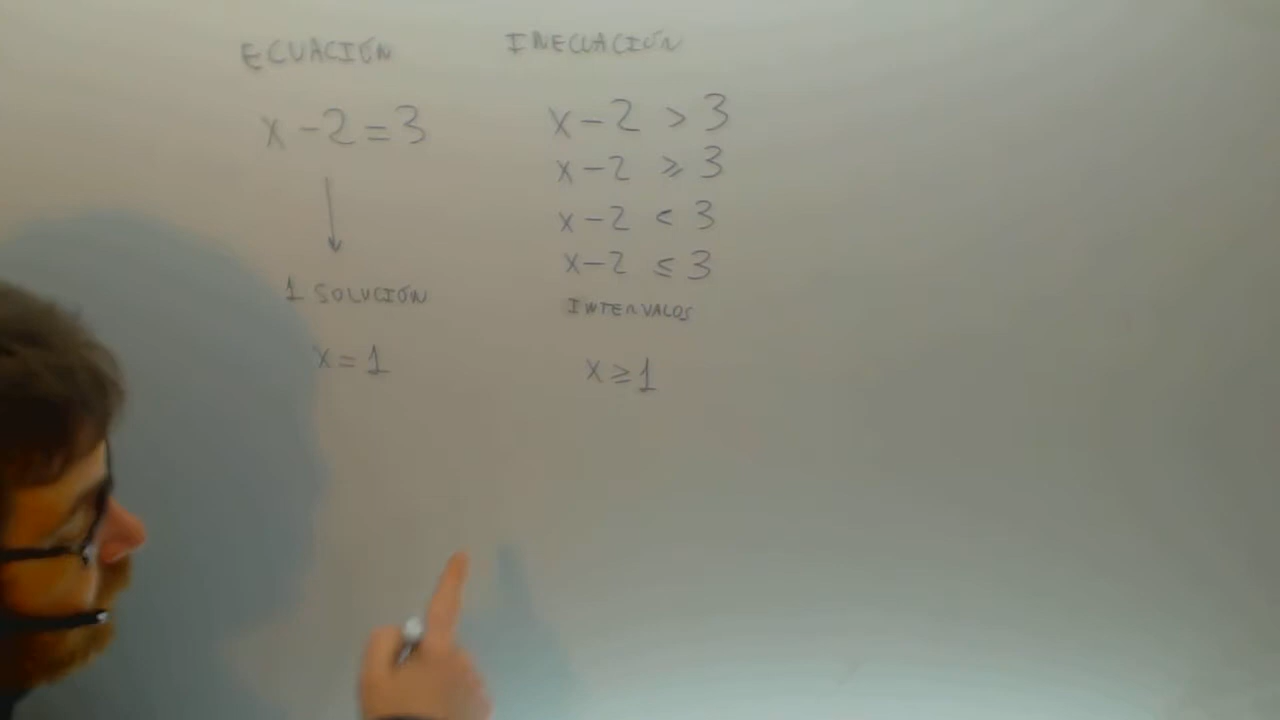 ECUACIÓN
x - 2 = 3
1 SOLUCIÓN
x = 1
INECUACIÓN
x - 2 > 3
x - 2 ≥ 3
x - 2 < 3
x - 2 ≤ 3
INTERVALOS
x ≥ 1